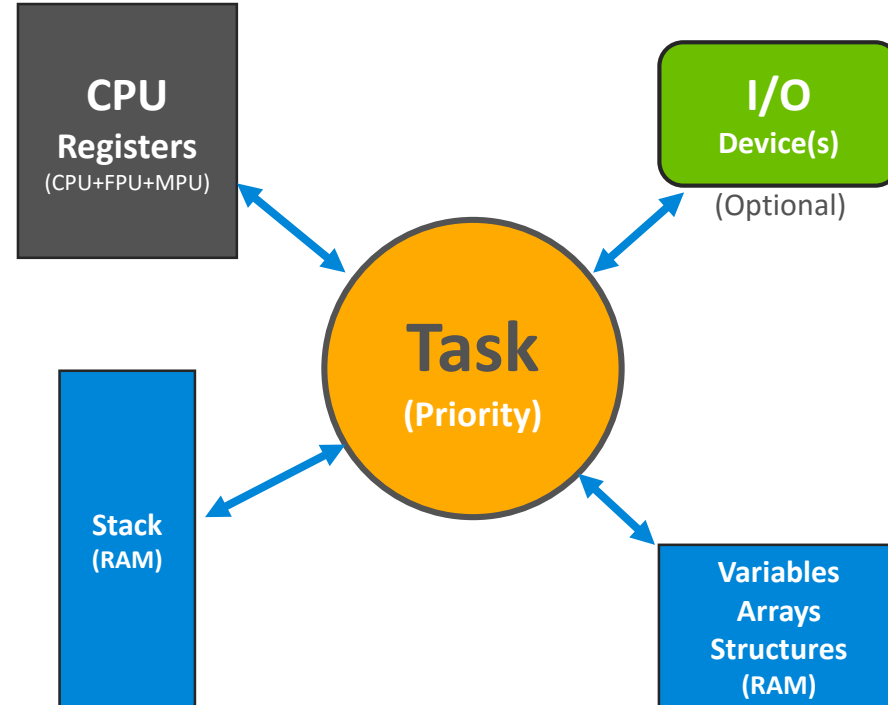 CPU
Registers
(CPU+FPU+MPU)
I/O
Device(s)
(Optional)
Task
(Priority)
Stack
(RAM)
Variables
Arrays
Structures
(RAM)